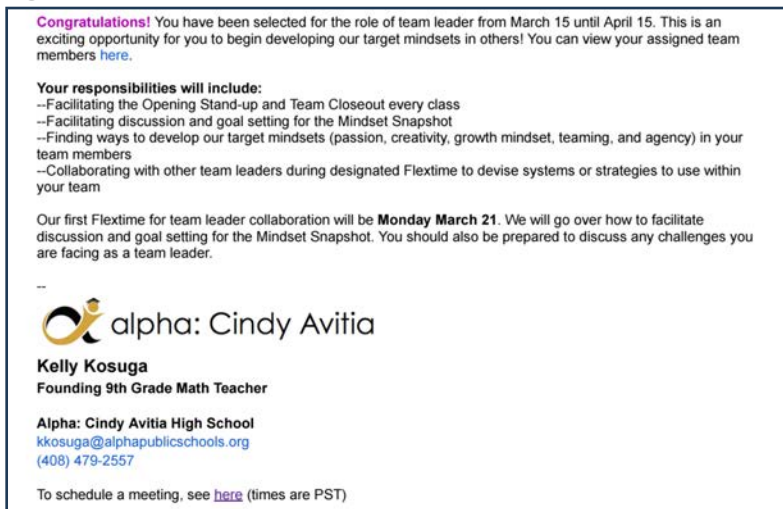 Congratulations! You have been selected for the role of team leader from March 15 until April 15. This is an
exciting opportunity for you to begin developing our target mindsets in others! You can view your assigned team
members here.
Your responsibilities will include:
--Facilitating the Opening Stand-up and Team Closeout every class
--Facilitating discussion and goal setting for the Mindset Snapshot
--Finding ways to develop our target mindsets (passion, creativity, growth mindset, teaming, and agency) in your
team members
--Collaborating with other team leaders during designated Flextime to devise systems or strategies to use within
your team
Our first Flextime for team leader collaboration will be Monday March 21. We will go over how to facilitate
discussion and goal setting for the Mindset Snapshot. You should also be prepared to discuss any challenges you
are facing as a team leader.
--
alpha: Cindy Avitia
Kelly Kosuga
Founding 9th Grade Math Teacher
Alpha: Cindy Avitia High School
kkosuga@alphapublicschools.org
(408) 479-2557
To schedule a meeting, see here (times are PST)